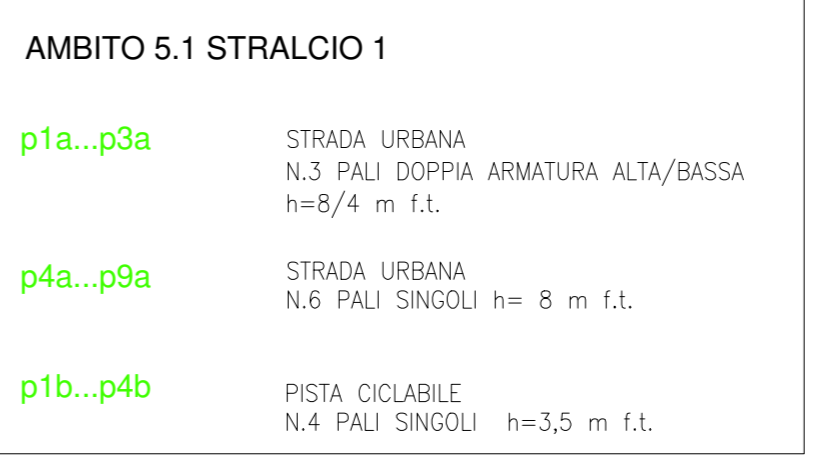 AMBITO 5.1 STRALCIO 1
p1a...p3a STRADA URBANA
N.3 PALI DOPPIA ARMATURA ALTA/BASSA
h=8/4 m f.t.
p4a...p9a STRADA URBANA
N.6 PALI SINGOLI h= 8 m f.t.
p1b...p4b PISTA CICLABILE
N.4 PALI SINGOLI h=3,5 m f.t.